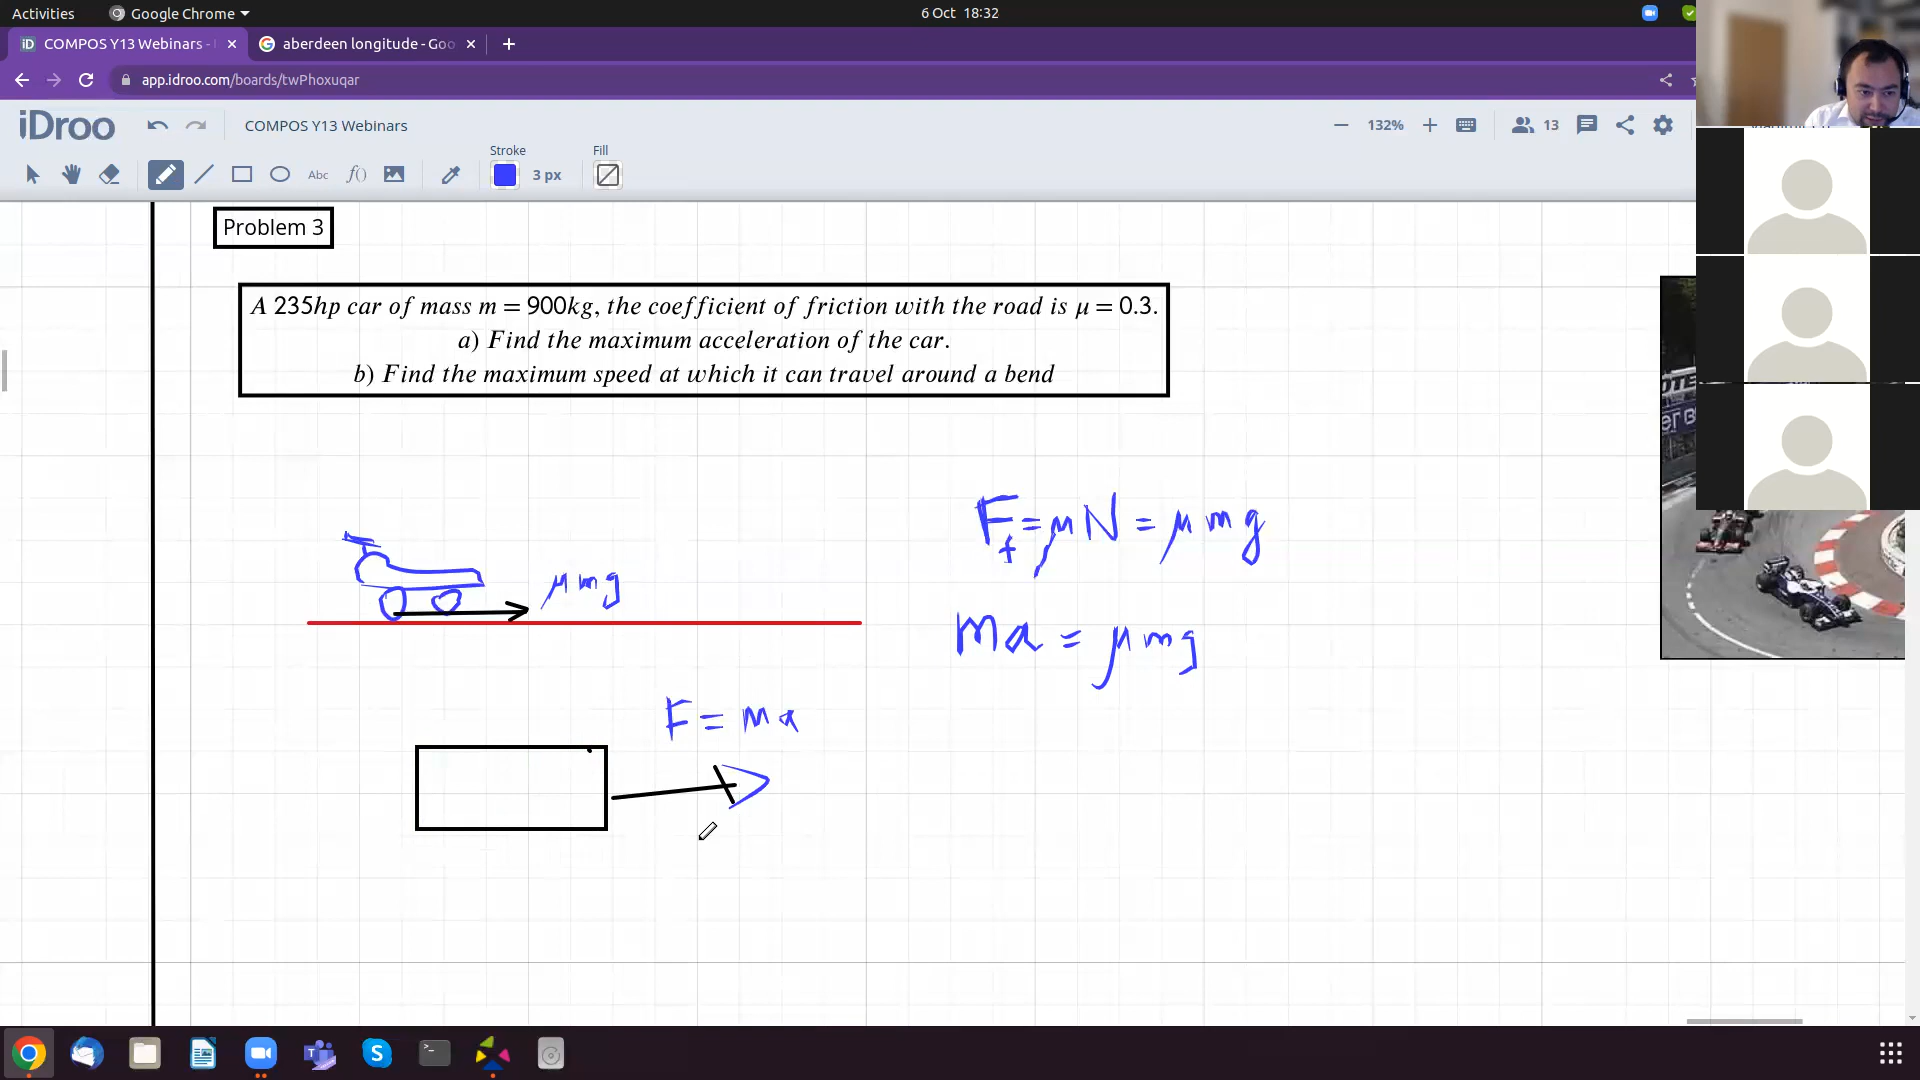 Activities
Google Chrome
6 Oct 18:32
iD
COMPOS Y13 Webinars -
aberdeen longitude - Goo
app.idroo.com/boards/twPhoxuqar
iDroo
COMPOS Y13 Webinars
132%
13
Stroke
Fill
Abc
f()
3 px
Problem 3
A 235hp car of mass m = 900kg, the coefficient of friction with the road is μ = 0.3.
a) Find the maximum acceleration of the car.
b) Find the maximum speed at which it can travel around a bend
F_f = μN = μmg
μmg
ma = μmg
F = ma